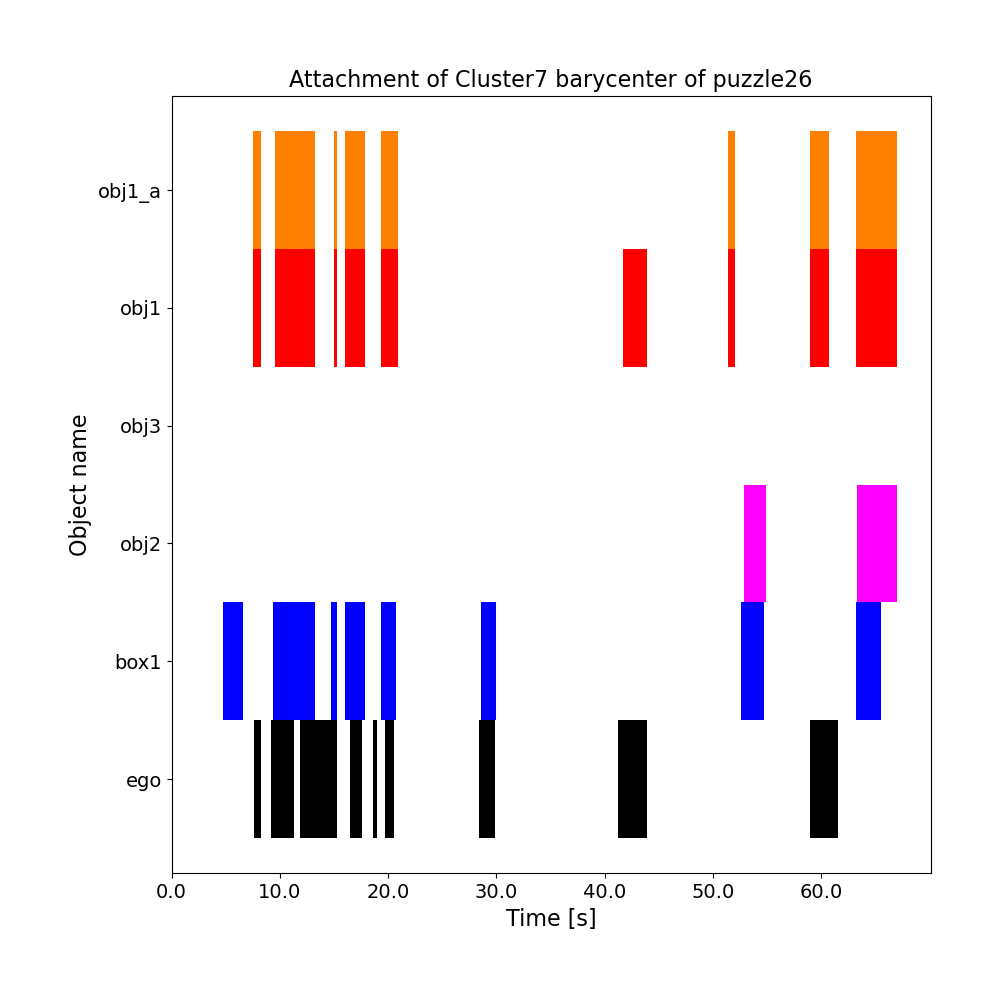 Attachment of Cluster7 barycenter of puzzle26
obj1_a
obj1
obj3
obj2
box1
ego
Object name
0.0 10.0 20.0 30.0 40.0 50.0 60.0
Time [s]